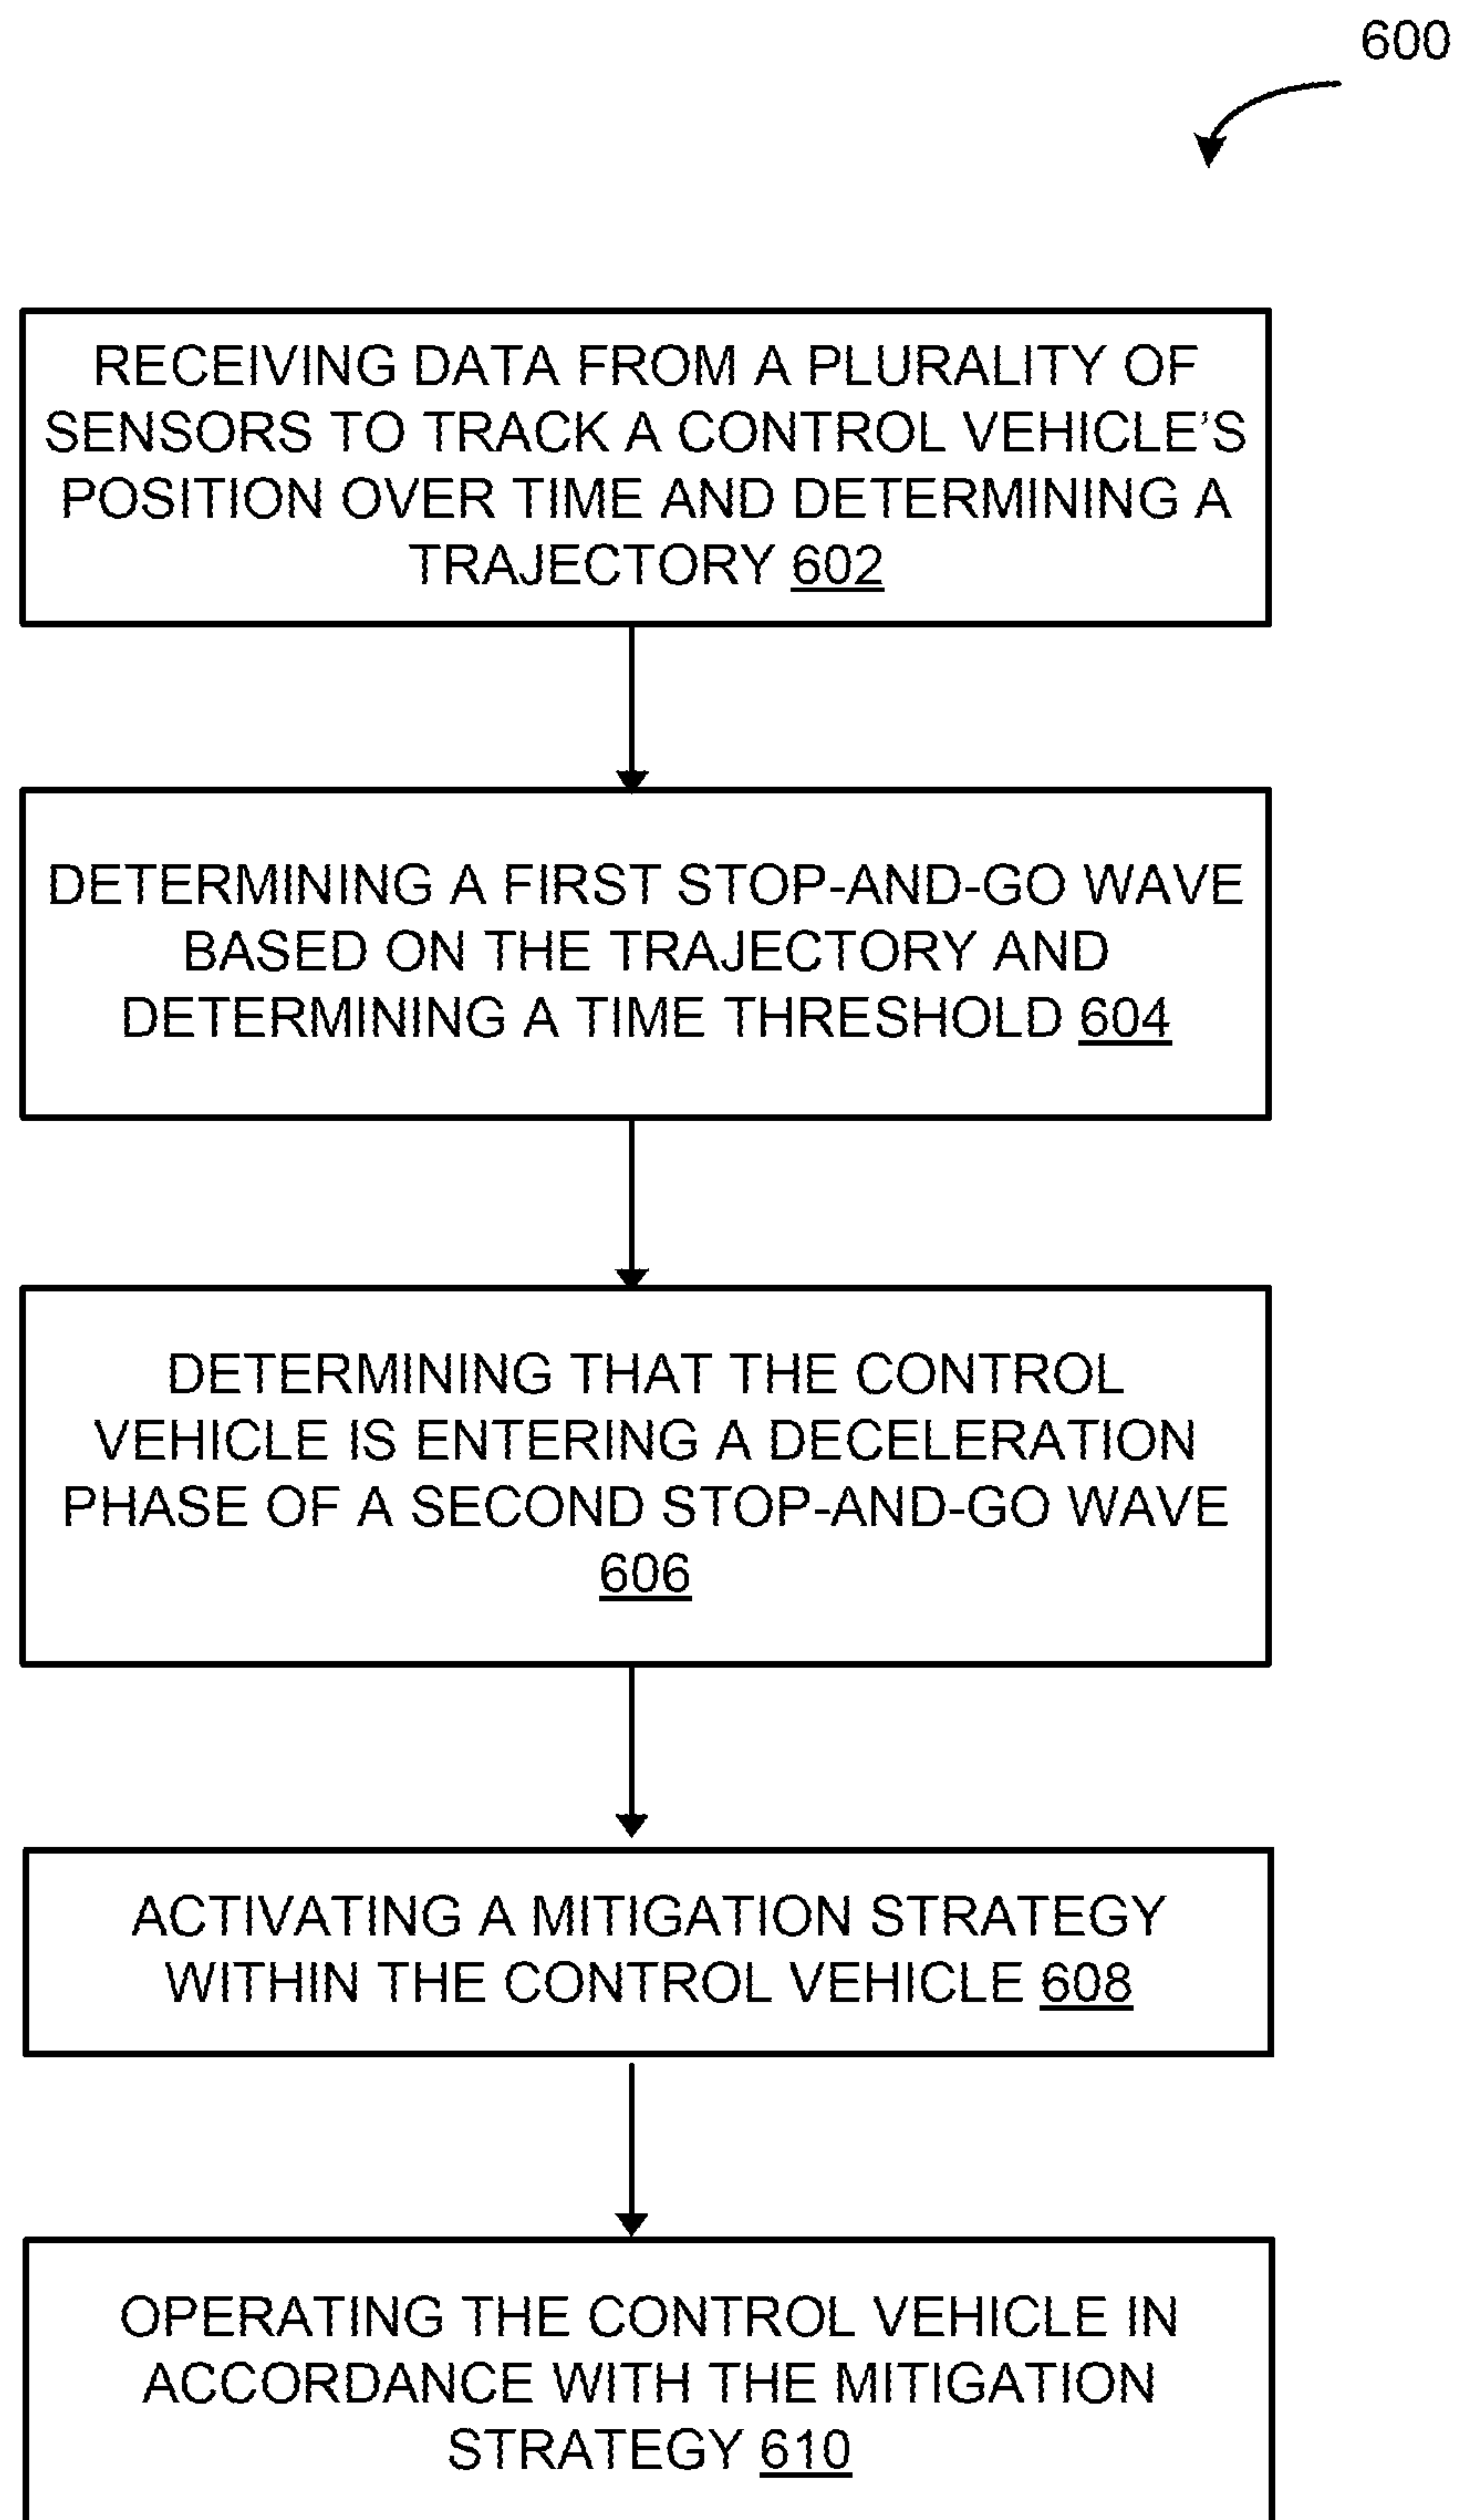 600
RECEIVING DATA FROM A PLURALITY OF
SENSORS TO TRACK A CONTROL VEHICLE'S
POSITION OVER TIME AND DETERMINING A
TRAJECTORY 602
DETERMINING A FIRST STOP-AND-GO WAVE
BASED ON THE TRAJECTORY AND
DETERMINING A TIME THRESHOLD 604
DETERMINING THAT THE CONTROL
VEHICLE IS ENTERING A DECELERATION
PHASE OF A SECOND STOP-AND-GO WAVE
606
ACTIVATING A MITIGATION STRATEGY
WITHIN THE CONTROL VEHICLE 608
OPERATING THE CONTROL VEHICLE IN
ACCORDANCE WITH THE MITIGATION
STRATEGY 610